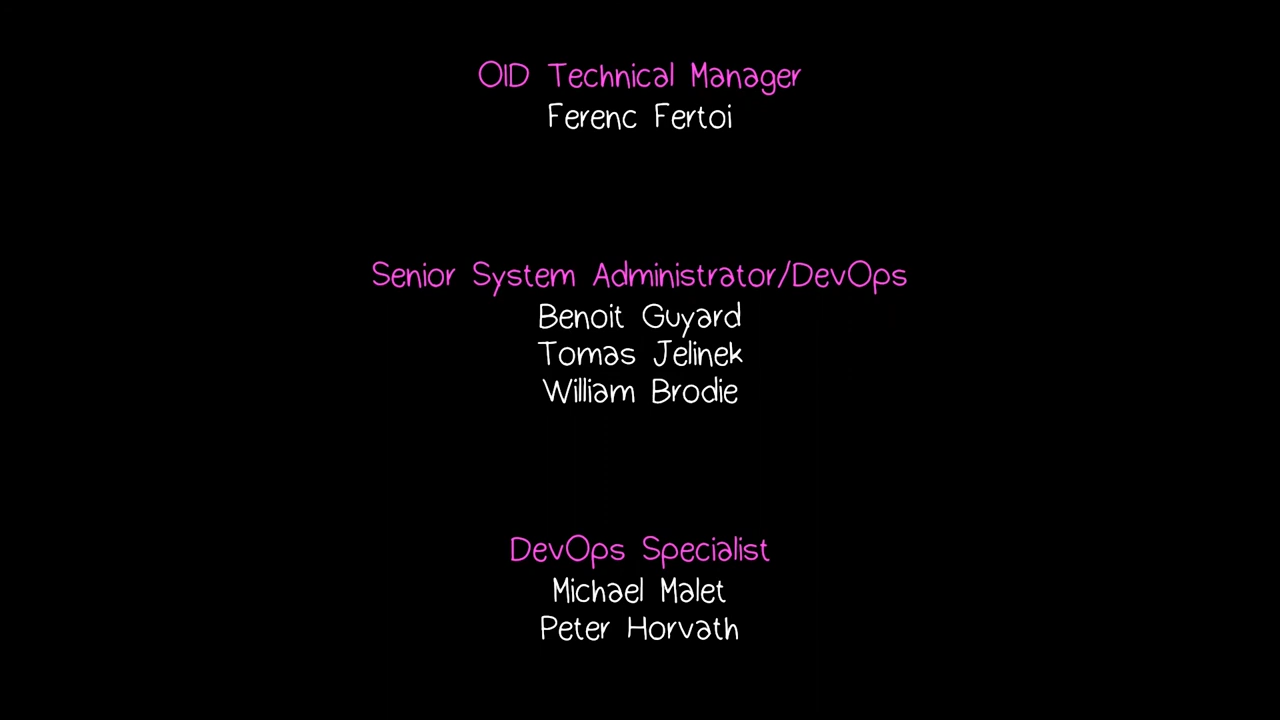 OID Technical Manager
Ferenc Fertoi
Senior System Administrator/DevOps
Benoit Guyard
Tomas Jelinek
William Brodie
DevOps Specialist
Michael Malet
Peter Horvath